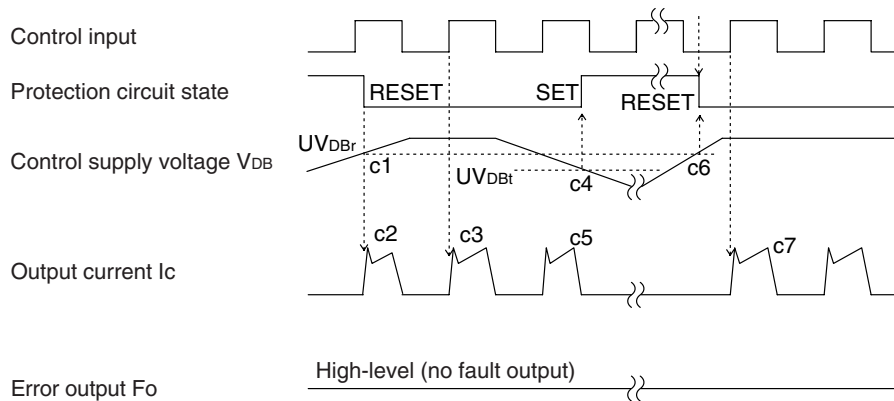 Control input
Protection circuit state
RESET
SET
RESET
UVDBr
Control supply voltage VDB
c1
UVDBt
c4
c6
c2
c3
c5
c7
Output current Ic
High-level (no fault output)
Error output Fo